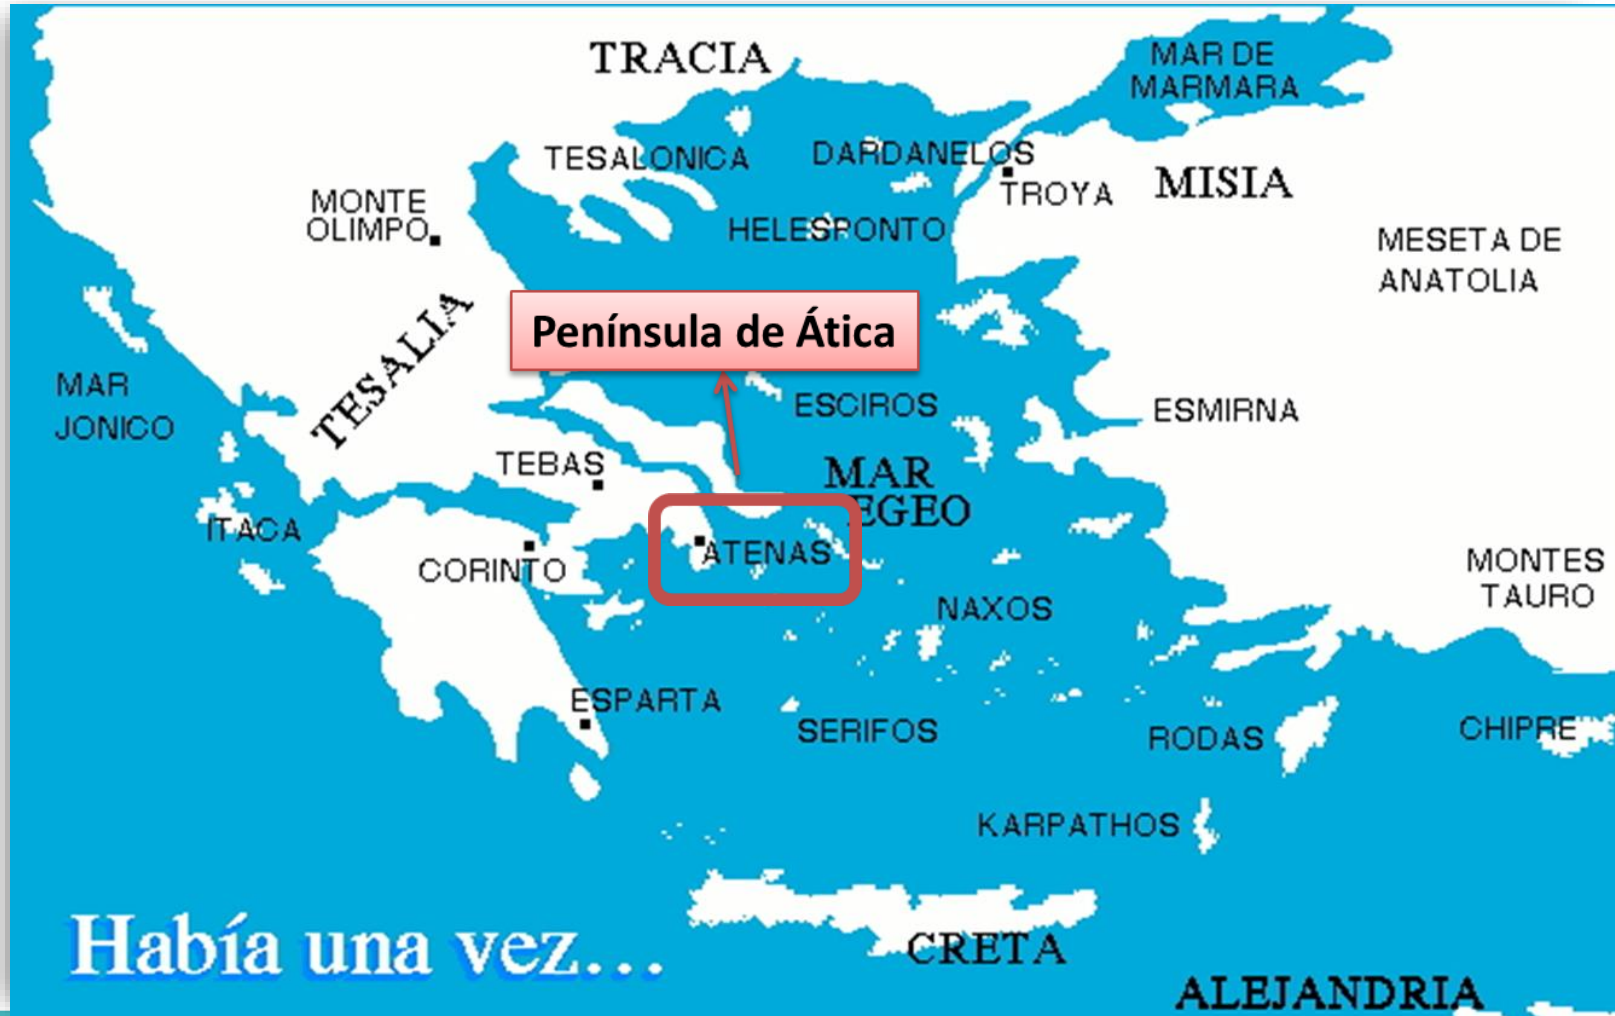 TRACIA
MAR DE
MARMARA
TESALONICA
DARDANELOS
TROYA
MISIA
MONTE
OLIMPO
HELESPONTO
MESETA DE
ANATOLIA
Península de Ática
TESALIA
MAR
JONICO
ESCIROS
ESMIRNA
TEBAS
MAR
EGEO
ITACA
CORINTO
ATENAS
MONTES
TAURO
NAXOS
ESPARTA
SERIFOS
RODAS
CHIPRE
KARPATHOS
Había una vez...
CRETA
ALEJANDRIA